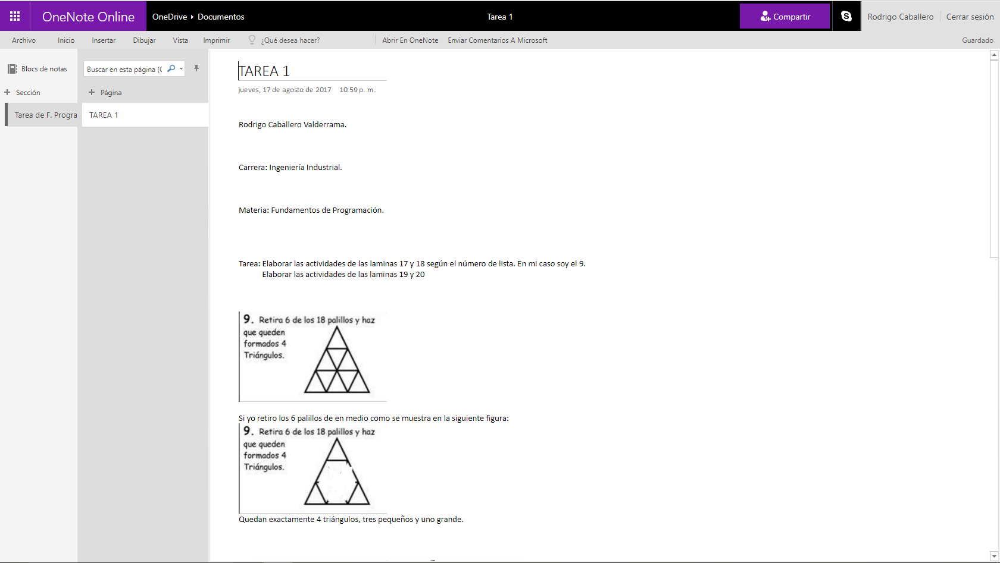 OneNote Online
OneDrive ▸ Documentos
Tarea 1
Compartir
Rodrigo Caballero
Cerrar sesión
Archivo
Inicio
Insertar
Dibujar
Vista
Imprimir
¿Qué desea hacer?
Abrir En OneNote
Enviar Comentarios A Microsoft
Guardado
Blocs de notas
Buscar en esta página (
Sección
Página
Tarea de F. Progra
TAREA 1
TAREA 1
jueves, 17 de agosto de 2017 10:59 p. m.
Rodrigo Caballero Valderrama.
Carrera: Ingeniería Industrial.
Materia: Fundamentos de Programación.
Tarea: Elaborar las actividades de las laminas 17 y 18 según el número de lista. En mi caso soy el 9.
Elaborar las actividades de las laminas 19 y 20
9. Retira 6 de los 18 palillos y haz
que queden
formados 4
Triángulos.
Si yo retiro los 6 palillos de en medio como se muestra en la siguiente figura:
9. Retira 6 de los 18 palillos y haz
que queden
formados 4
Triángulos.
Quedan exactamente 4 triángulos, tres pequeños y uno grande.